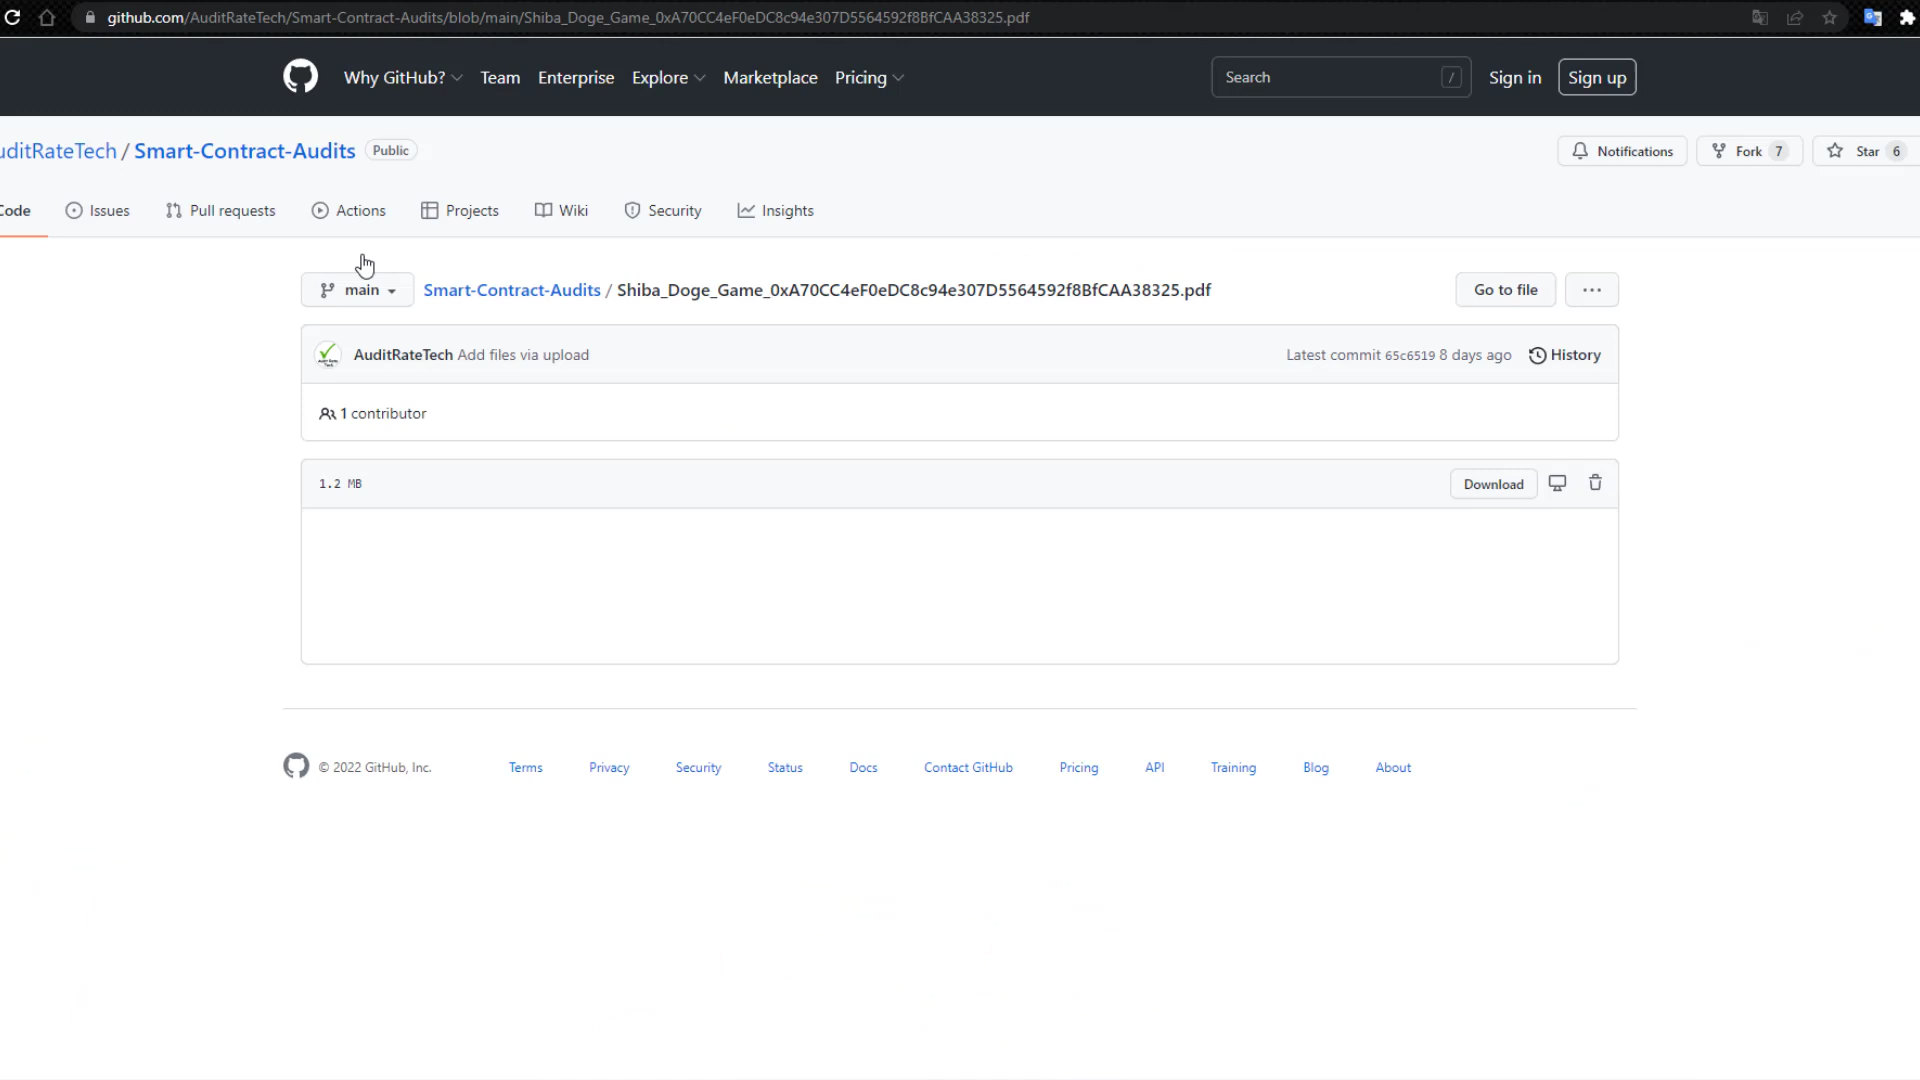 github.com/AuditRateTech/Smart-Contract-Audits/blob/main/Shiba_Doge_Game_0xA70CC4eF0eDC8c94e307D5564592f8BfCAA38325.pdf
Why GitHub? Team Enterprise Explore Marketplace Pricing Search / Sign in Sign up
uditRateTech / Smart-Contract-Audits Public Notifications Fork 7 Star 6
Code Issues Pull requests Actions Projects Wiki Security Insights
main Smart-Contract-Audits / Shiba_Doge_Game_0xA70CC4eF0eDC8c94e307D5564592f8BfCAA38325.pdf Go to file ...
AuditRateTech Add files via upload Latest commit 65c6519 8 days ago History
1 contributor
1.2 MB Download
© 2022 GitHub, Inc. Terms Privacy Security Status Docs Contact GitHub Pricing API Training Blog About